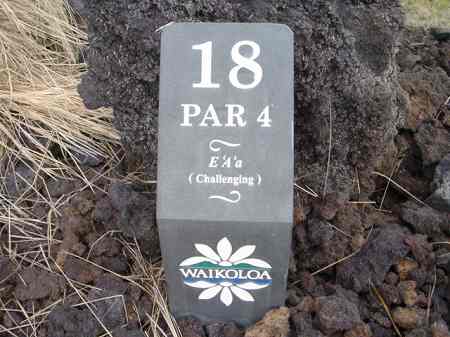 18
PAR 4
E'A'a
( Challenging )
WAIKOLOA